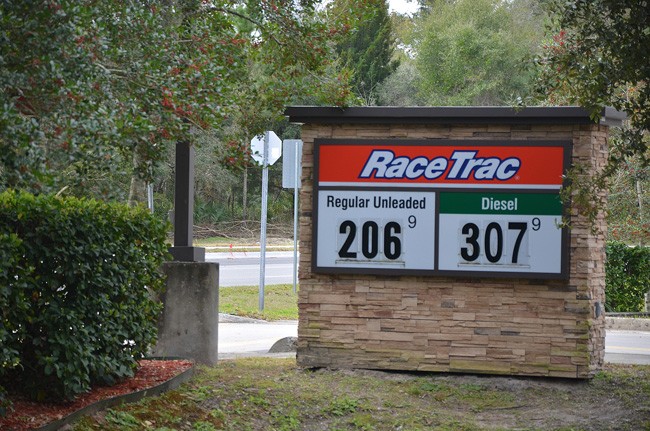 RaceTrac
Regular Unleaded
206 9
Diesel
307 9